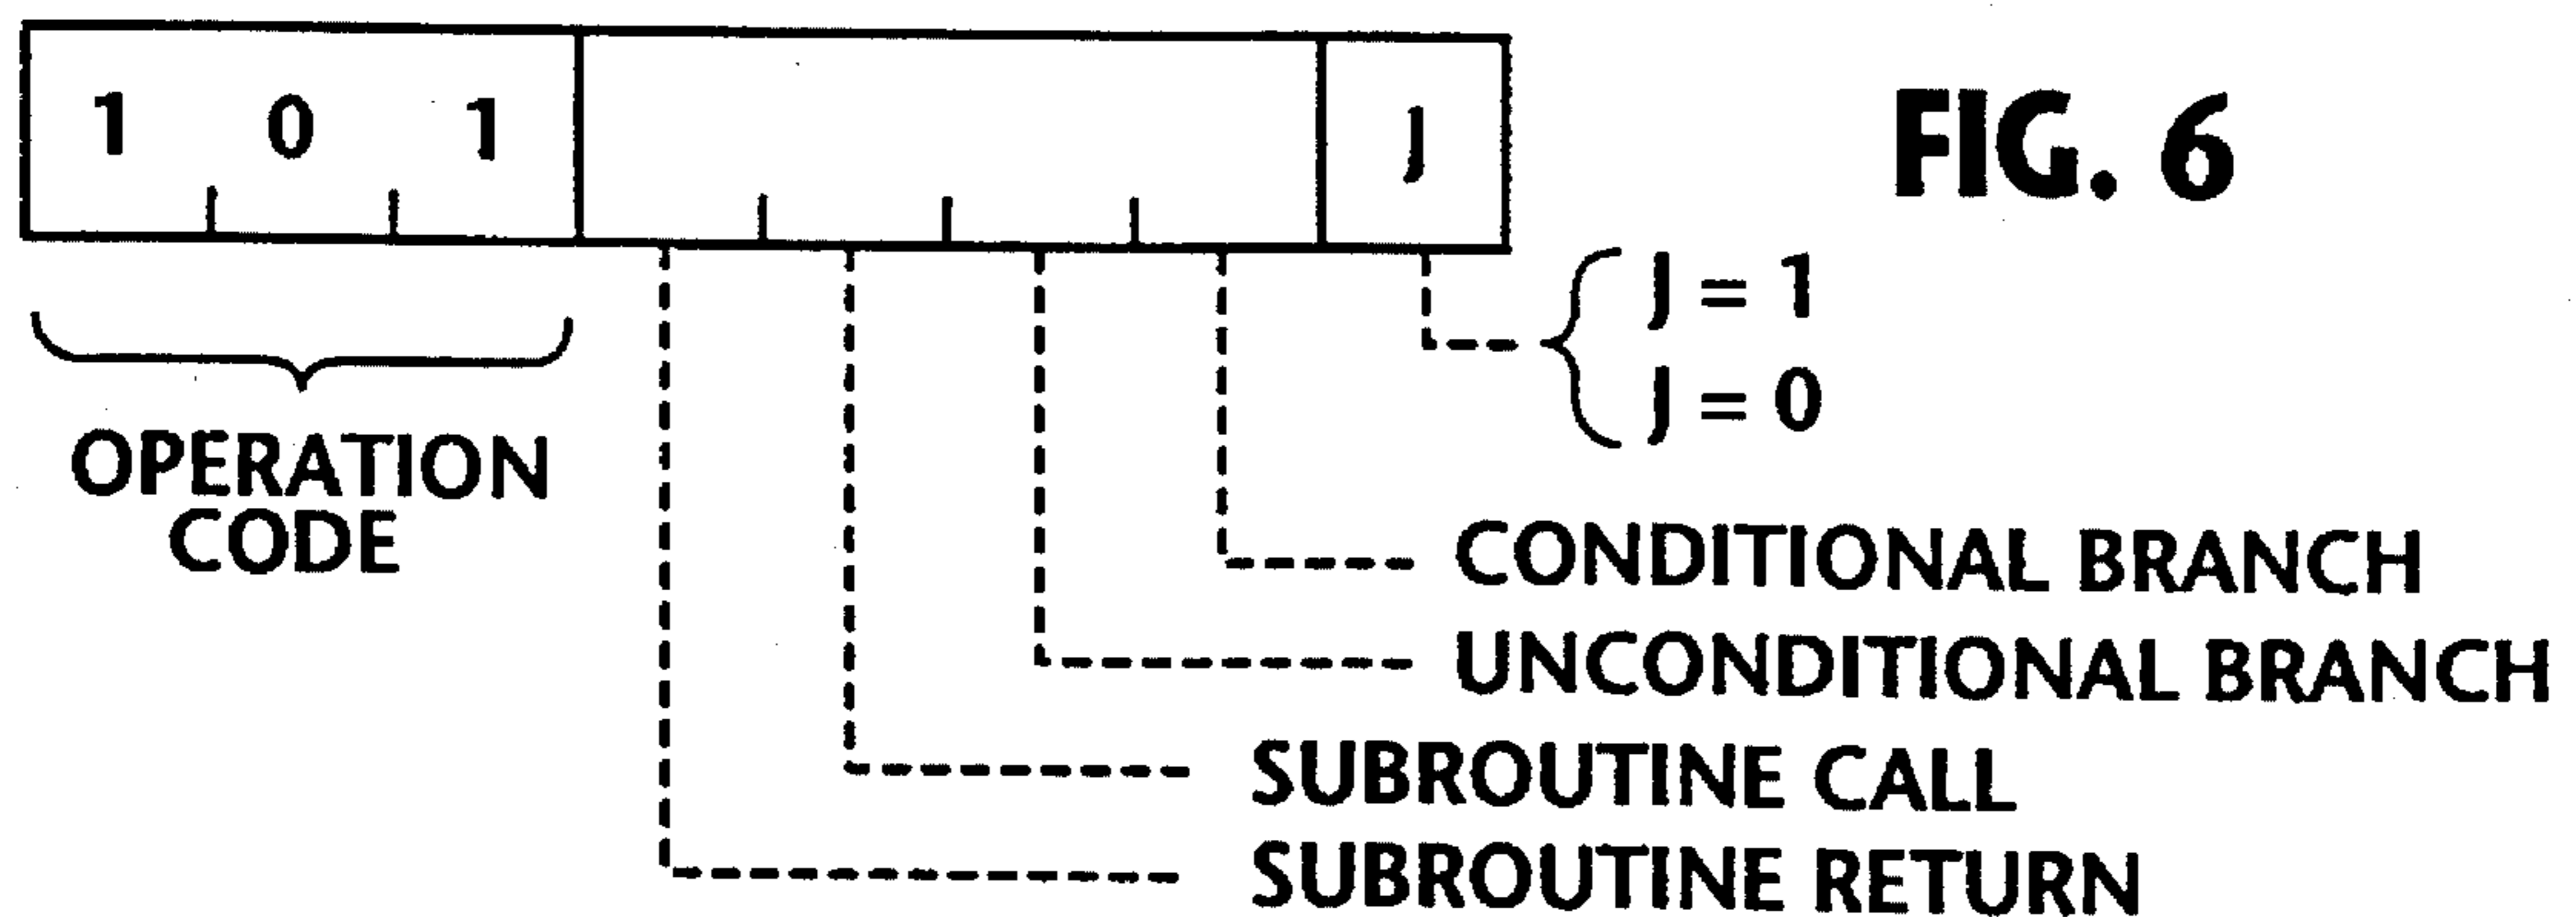 1 0 1 J
FIG. 6
J = 1
J = 0
OPERATION
CODE
CONDITIONAL BRANCH
UNCONDITIONAL BRANCH
SUBROUTINE CALL
SUBROUTINE RETURN